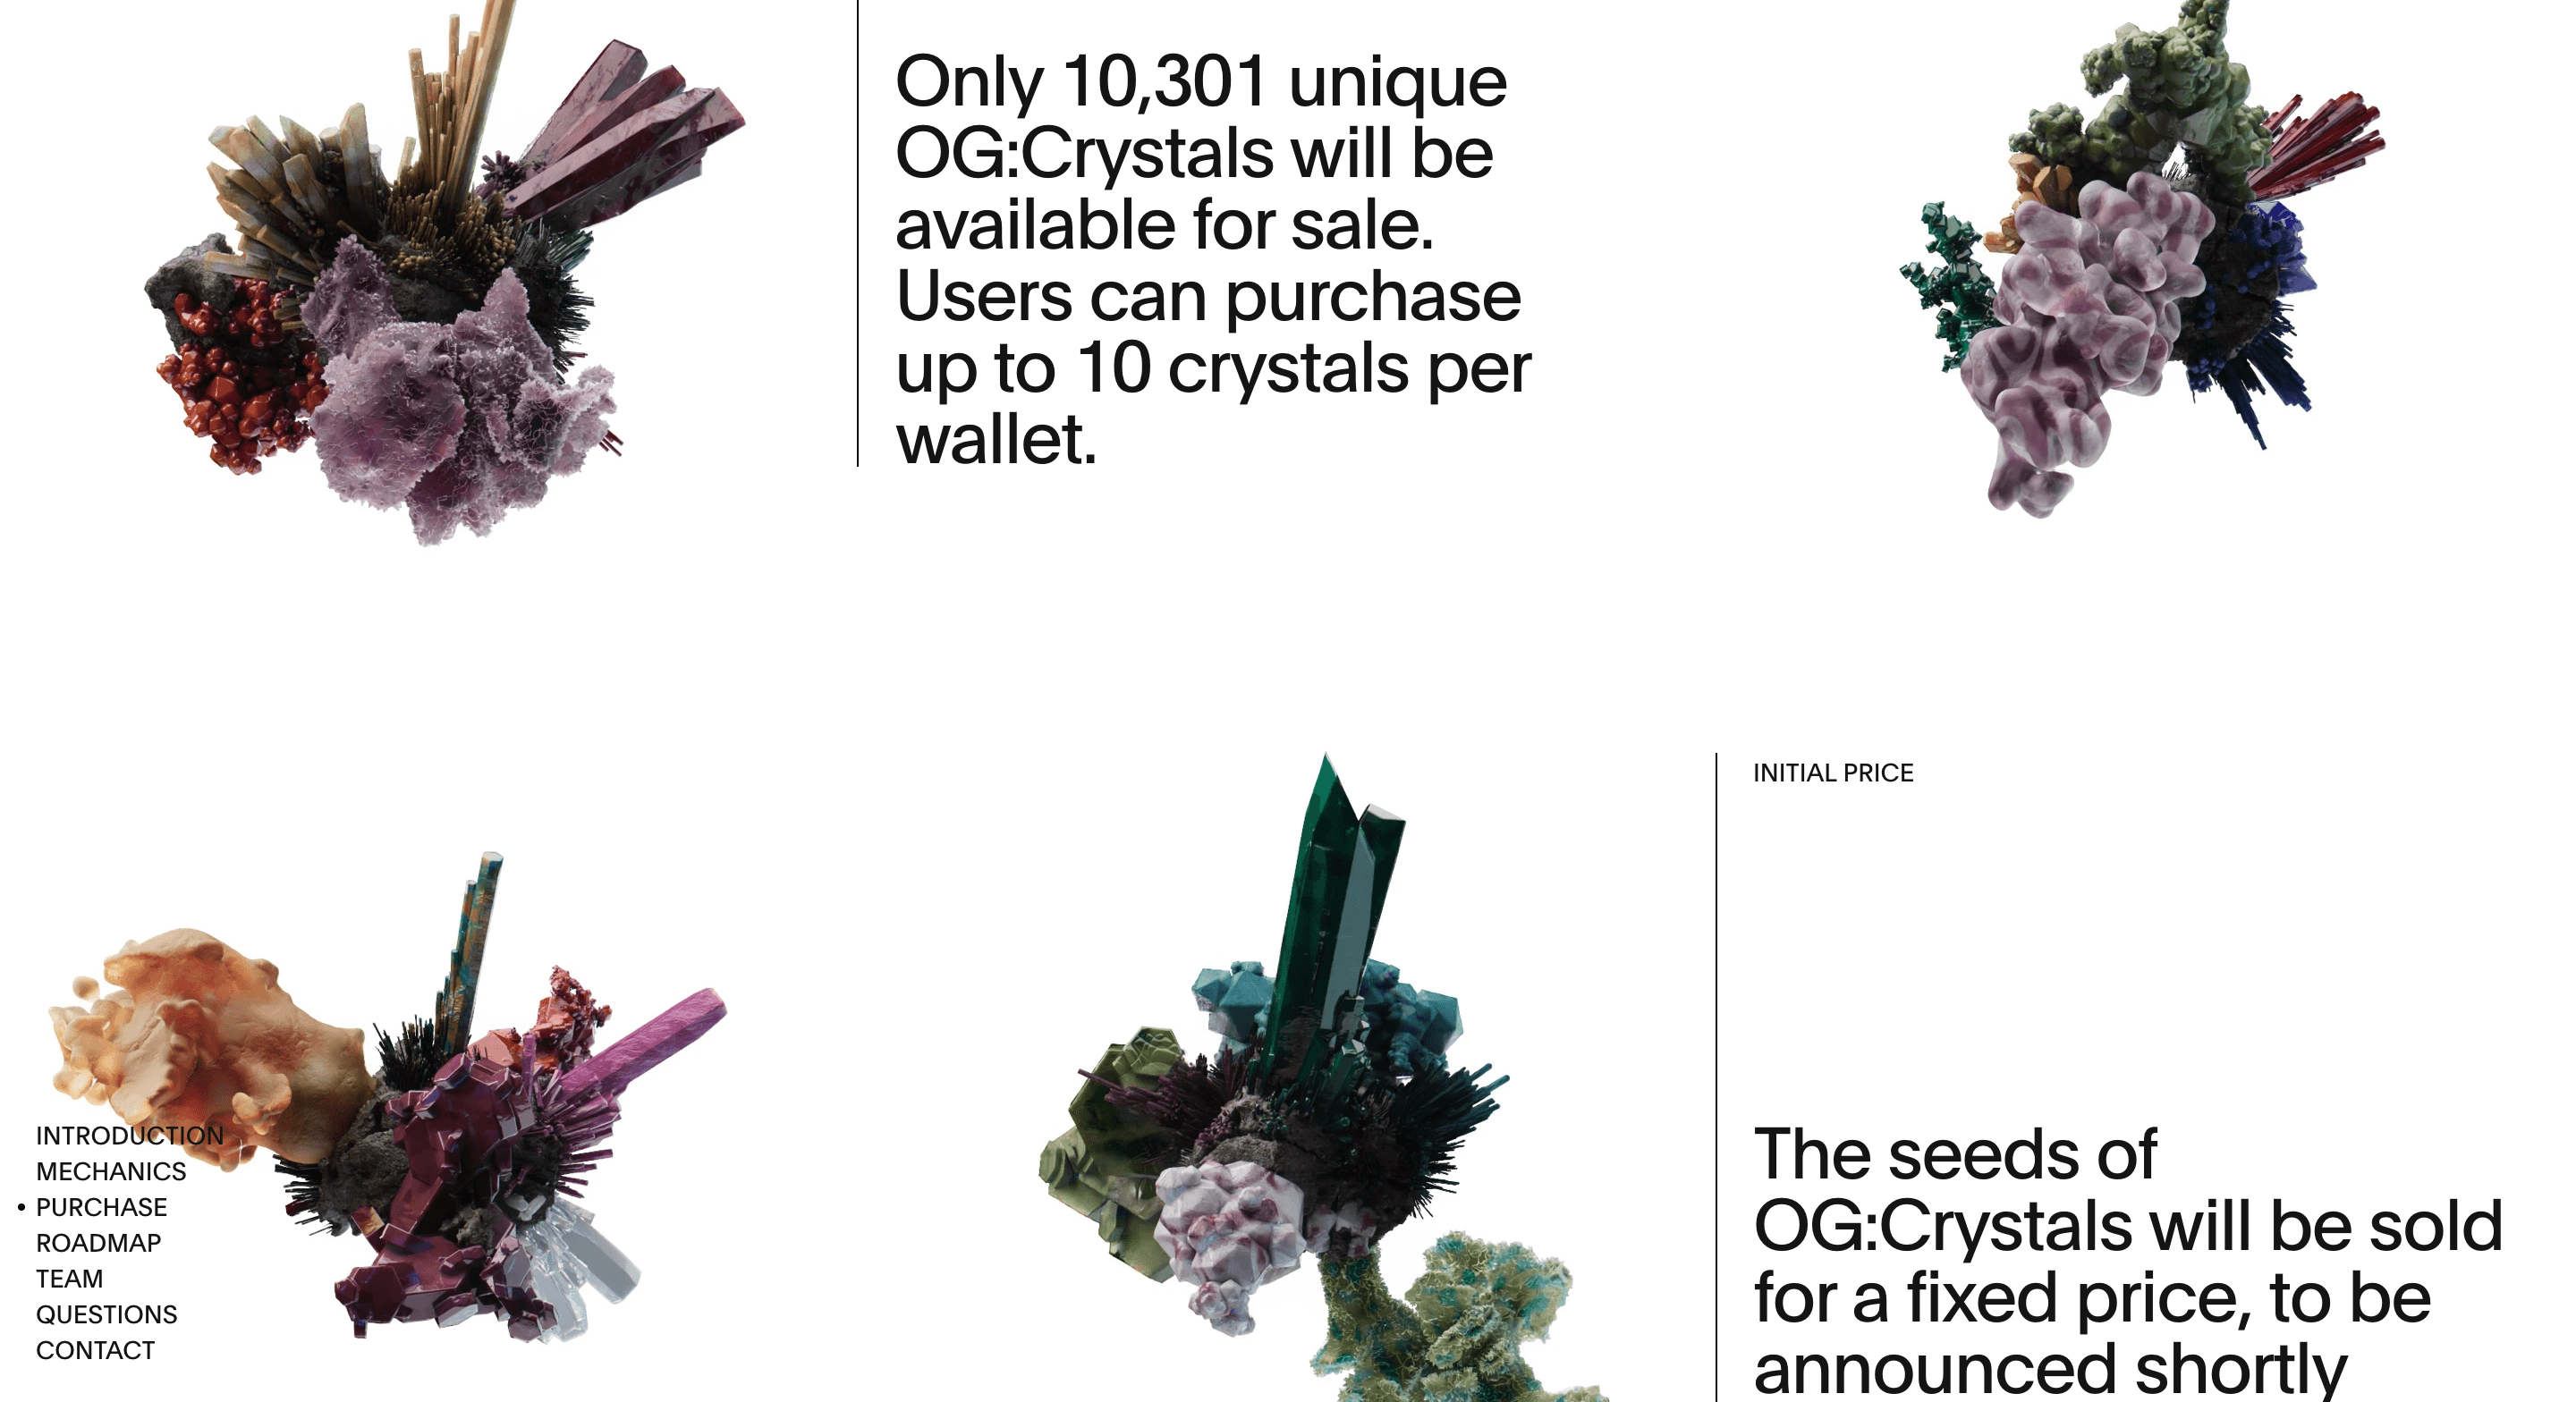 Only 10,301 unique
OG:Crystals will be
available for sale.
Users can purchase
up to 10 crystals per
wallet.
INITIAL PRICE
The seeds of
OG:Crystals will be sold
for a fixed price, to be
announced shortly
INTRODUCTION
MECHANICS
• PURCHASE
ROADMAP
TEAM
QUESTIONS
CONTACT